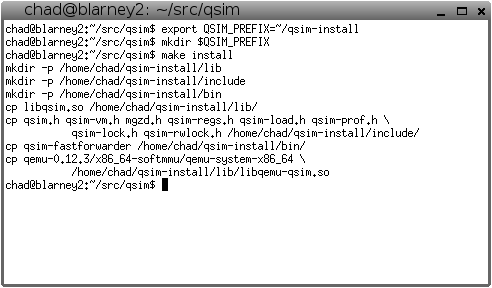 chad@blarney2: ~/src/qsim
chad@blarney2:~/src/qsim$ export QSIM_PREFIX=~/qsim-install
chad@blarney2:~/src/qsim$ mkdir $QSIM_PREFIX
chad@blarney2:~/src/qsim$ make install
mkdir -p /home/chad/qsim-install/lib
mkdir -p /home/chad/qsim-install/include
mkdir -p /home/chad/qsim-install/bin
cp libqsim.so /home/chad/qsim-install/lib/
cp qsim.h qsim-vm.h mgzd.h qsim-regs.h qsim-load.h qsim-prof.h \
qsim-lock.h qsim-rwlock.h /home/chad/qsim-install/include/
cp qsim-fastforwarder /home/chad/qsim-install/bin/
cp qemu-0.12.3/x86_64-softmmu/qemu-system-x86_64 \
/home/chad/qsim-install/lib/libqemu-qsim.so
chad@blarney2:~/src/qsim$